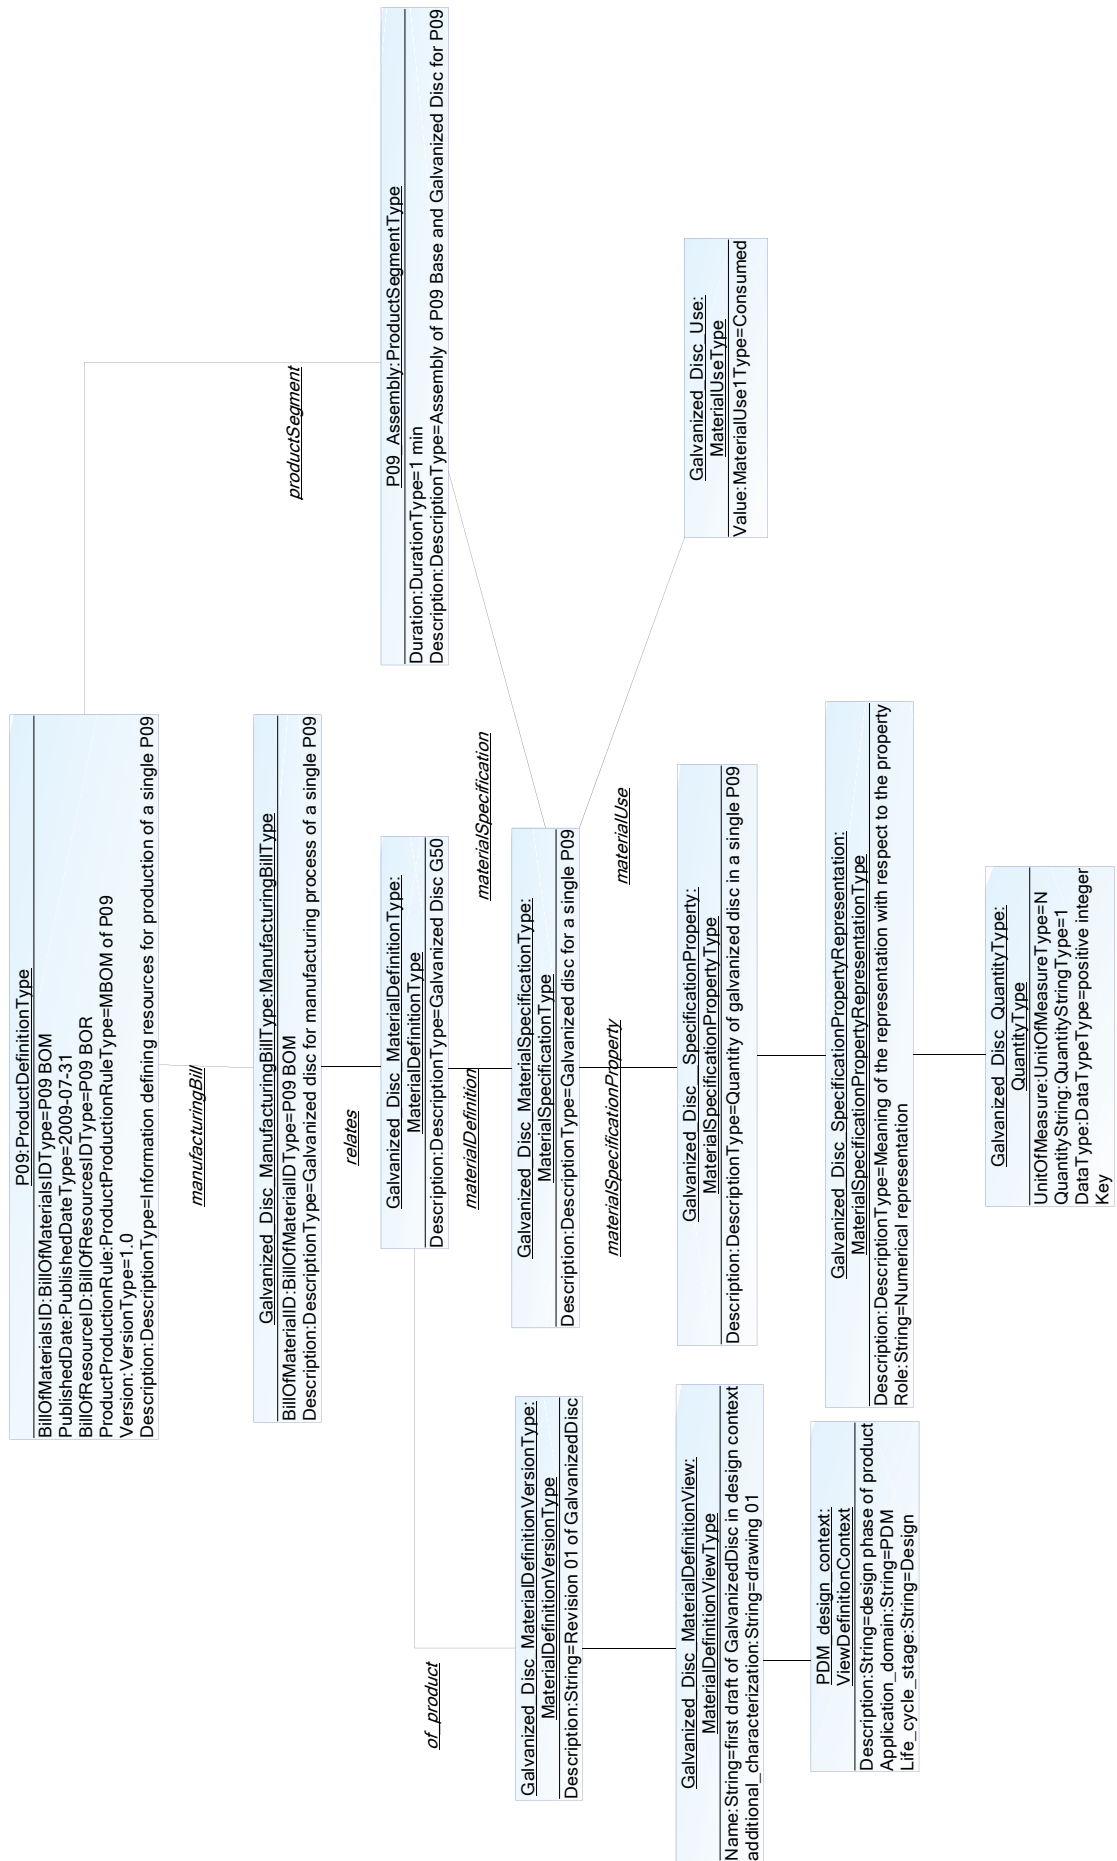 P09:ProductDefinitionType
BillOfMaterialsID:BillOfMaterialsIDType=P09 BOM
PublishedDate:PublishedDateType=2009-07-31
BillOfResourceID:BillOfResourcesIDType=P09 BOR
ProductProductionRule:ProductProductionRuleType=MBOM of P09
Version:VersionType=1.0
Description:DescriptionType=Information defining resources for production of a single P09
manufacturingBill
productSegment
Galvanized_Disc_ManufacturingBillType:ManufacturingBillType
BillOfMaterialID:BillOfMaterialIDType=P09 BOM
Description:DescriptionType=Galvanized disc for manufacturing process of a single P09
relates
P09_Assembly:ProductSegmentType
Duration:DurationType=1 min
Description:DescriptionType=Assembly of P09 Base and Galvanized Disc for P09
Galvanized_Disc_MaterialDefinitionType:
MaterialDefinitionType
Description:DescriptionType=Galvanized Disc G50
of_product
materialDefinition
materialSpecification
Galvanized_Disc_MaterialDefinitionVersionType:
MaterialDefinitionVersionType
Description:String=Revision 01 of GalvanizedDisc
Galvanized_Disc_MaterialSpecificationType:
MaterialSpecificationType
Description:DescriptionType=Galvanized disc for a single P09
materialSpecificationProperty
materialUse
Galvanized_Disc_MaterialDefinitionView:
MaterialDefinitionViewType
Name:String=first draft of GalvanizedDisc in design context
additional_characterization:String=drawing 01
Galvanized_Disc__SpecificationProperty:
MaterialSpecificationPropertyType
Description:DescriptionType=Quantity of galvanized disc in a single P09
Galvanized_Disc_Use:
MaterialUseType
Value:MaterialUse1Type=Consumed
PDM_design_context:
ViewDefinitionContext
Description:String=design phase of product
Application_domain:String=PDM
Life_cycle_stage:String=Design
Galvanized_Disc_SpecificationPropertyRepresentation:
MaterialSpecificationPropertyRepresentationType
Description:DescriptionType=Meaning of the representation with respect to the property
Role:String=Numerical representation
Galvanized_Disc_QuantityType:
QuantityType
UnitOfMeasure:UnitOfMeasureType=N
QuantityString:QuantityStringType=1
DataType:DataTypeType=positive integer
Key